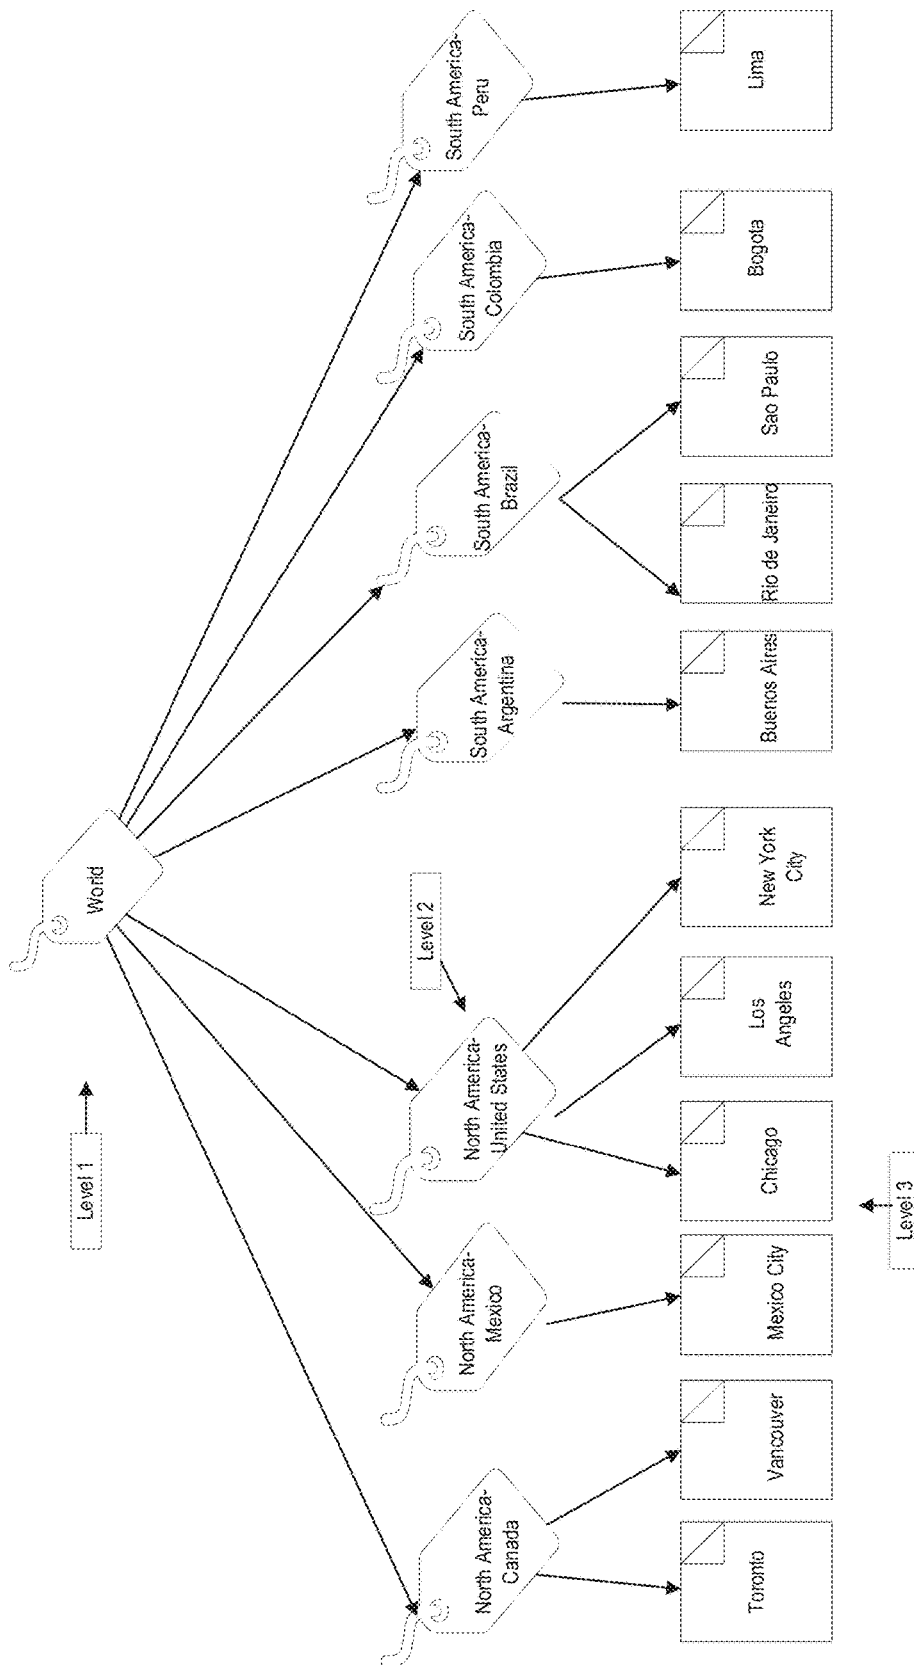 World
Level 1
Level 2
North America-
Canada
North America-
Mexico
North America-
United States
South America-
Argentina
South America-
Brazil
South America-
Colombia
South America-
Peru
Toronto
Vancouver
Mexico City
Chicago
Los
Angeles
New York
City
Buenos Aires
Rio de Janeiro
Sao Paulo
Bogota
Lima
Level 3